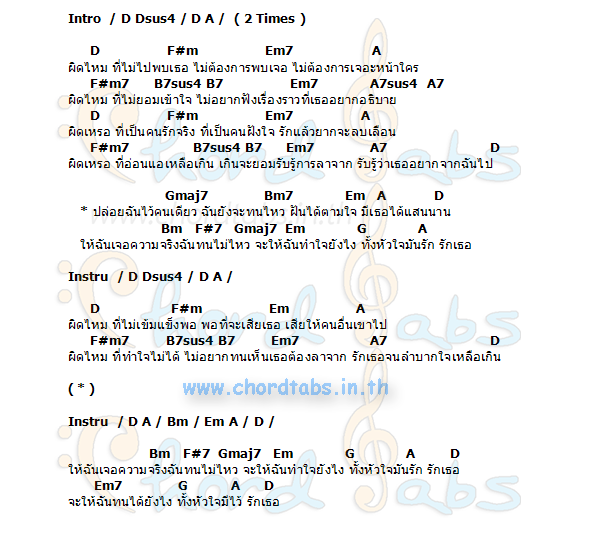 Intro / D Dsus4 / D A / ( 2 Times )
D F#m Em7 A
ผิดไหม ที่ไม่ไปพบเธอ ไม่ต้องการพบเจอ ไม่ต้องการเจอะหน้าใคร
F#m7 B7sus4 B7 Em7 A7sus4 A7
ผิดไหม ที่ไม่ยอมเข้าใจ ไม่อยากฟังเรื่องราวที่เธออยากอธิบาย
D F#m Em7 A
ผิดเหรอ ที่เป็นคนรักจริง ที่เป็นคนฝังใจ รักแล้วยากจะลบเลือน
F#m7 B7sus4 B7 Em7 A7 D
ผิดเหรอ ที่อ่อนแอเหลือเกิน เกินจะยอมรับรู้การลาจาก รับรู้ว่าเธออยากจากฉันไป
Gmaj7 Bm7 Em A D
* ปล่อยฉันไว้คนเดียว ฉันยังจะทนไหว ฝันได้ตามใจ มีเธอได้แสนนาน
Bm F#7 Gmaj7 Em G A
ให้ฉันเจอความจริงฉันทนไม่ไหว จะให้ฉันทำใจยังไง ทั้งหัวใจมันรัก รักเธอ
Instru / D Dsus4 / D A /
D F#m Em A
ผิดไหม ที่ไม่เข้มแข็งพอ พอที่จะเสียเธอ เสียให้คนอื่นเขาไป
F#m7 B7sus4 B7 Em7 A7 D
ผิดไหม ที่ทำใจไม่ได้ ไม่อยากทนเห็นเธอต้องลาจาก รักเธอจนลำบากใจเหลือเกิน
( * )
www.chordtabs.in.th
Instru / D A / Bm / Em A / D /
Bm F#7 Gmaj7 Em G A D
ให้ฉันเจอความจริงฉันทนไม่ไหว จะให้ฉันทำใจยังไง ทั้งหัวใจมันรัก รักเธอ
Em7 G A D
จะให้ฉันทนได้ยังไง ทั้งหัวใจมีไว้ รักเธอ